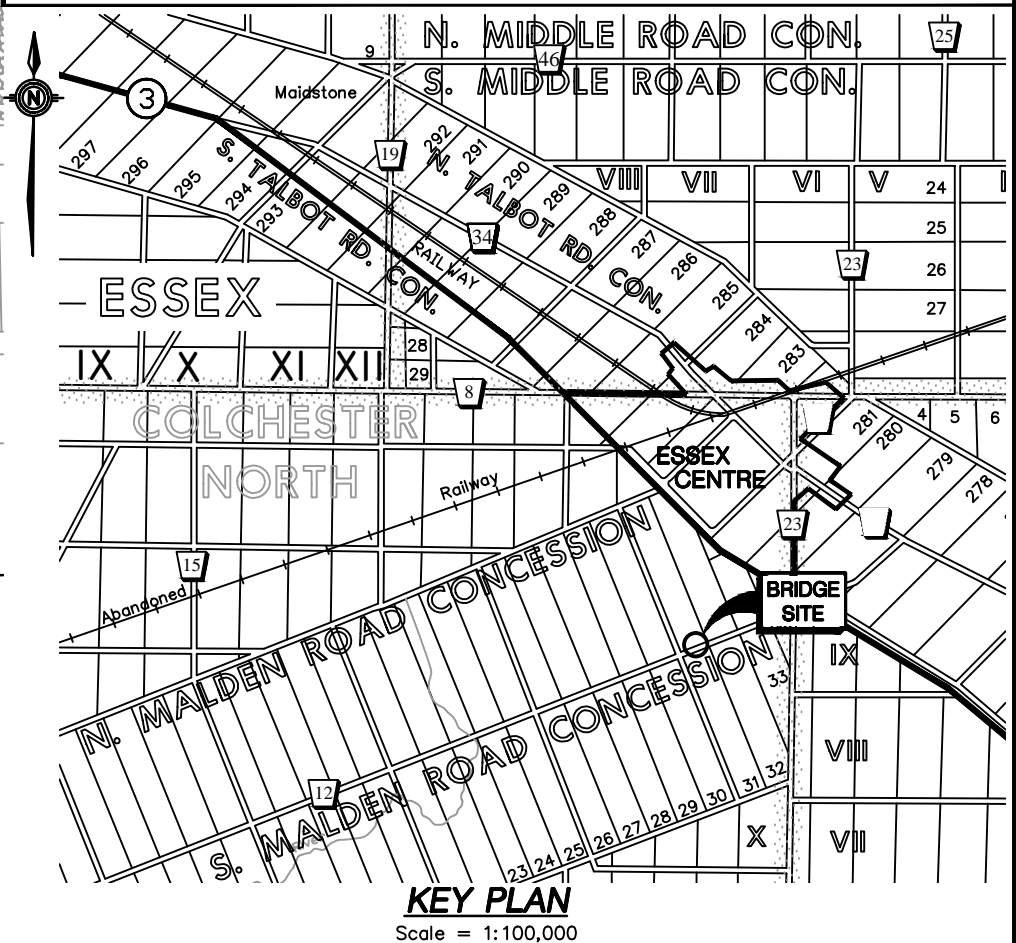 N. MIDDLE ROAD CON.
25
9
46
S. MIDDLE ROAD CON.
Maidstone
N
3
19
292
291
290
289
288
287
286
285
284
283
N. TALBOT RD. CON.
297
296
295
294
293
S. TALBOT RD. CON.
34
RAILWAY
VIII
VII
VI
V
24
25
26
27
23
ESSEX
28
29
IX
X
XI
XII
8
COLCHESTER
NORTH
ESSEX
CENTRE
281
280
279
278
4
5
6
Railway
Abandoned
15
23
BRIDGE
SITE
N. MALDEN ROAD CONCESSION
S. MALDEN ROAD CONCESSION
12
33
IX
VIII
VII
X
23
24
25
26
27
28
29
30
31
32
KEY PLAN
Scale = 1:100,000